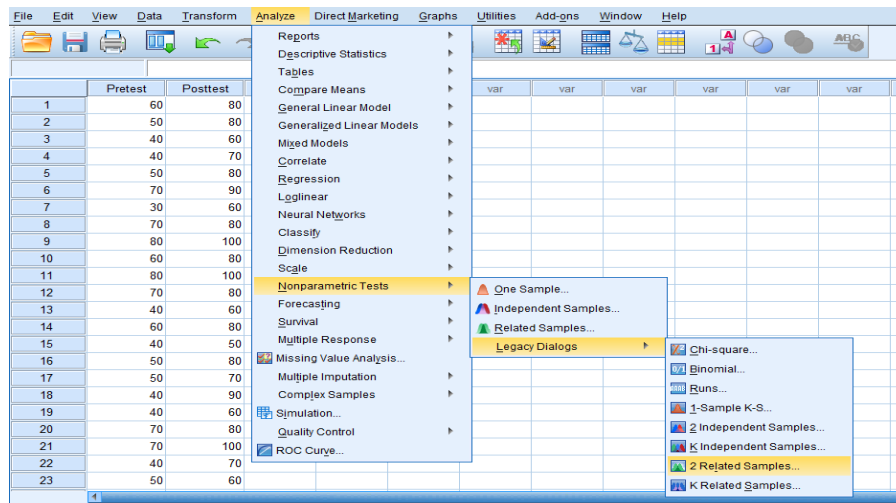 File Edit View Data Transform Analyze Direct Marketing Graphs Utilities Add-ons Window Help
Reports
Descriptive Statistics
Tables
Compare Means
General Linear Model
Generalized Linear Models
Mixed Models
Correlate
Regression
Loglinear
Neural Networks
Classify
Dimension Reduction
Scale
Nonparametric Tests
Forecasting
Survival
Multiple Response
Missing Value Analysis...
Multiple Imputation
Complex Samples
Simulation...
Quality Control
ROC Curve...
One Sample...
Independent Samples...
Related Samples...
Legacy Dialogs
Chi-square...
Binomial...
Runs...
1-Sample K-S...
2 Independent Samples...
K Independent Samples...
2 Related Samples...
K Related Samples...
Pretest Posttest var var var var var var
1 60 80
2 50 80
3 40 60
4 40 70
5 50 80
6 70 90
7 30 60
8 70 80
9 80 100
10 60 80
11 80 100
12 70 80
13 40 60
14 60 80
15 40 50
16 50 80
17 50 70
18 40 90
19 40 60
20 70 80
21 70 100
22 40 70
23 50 60